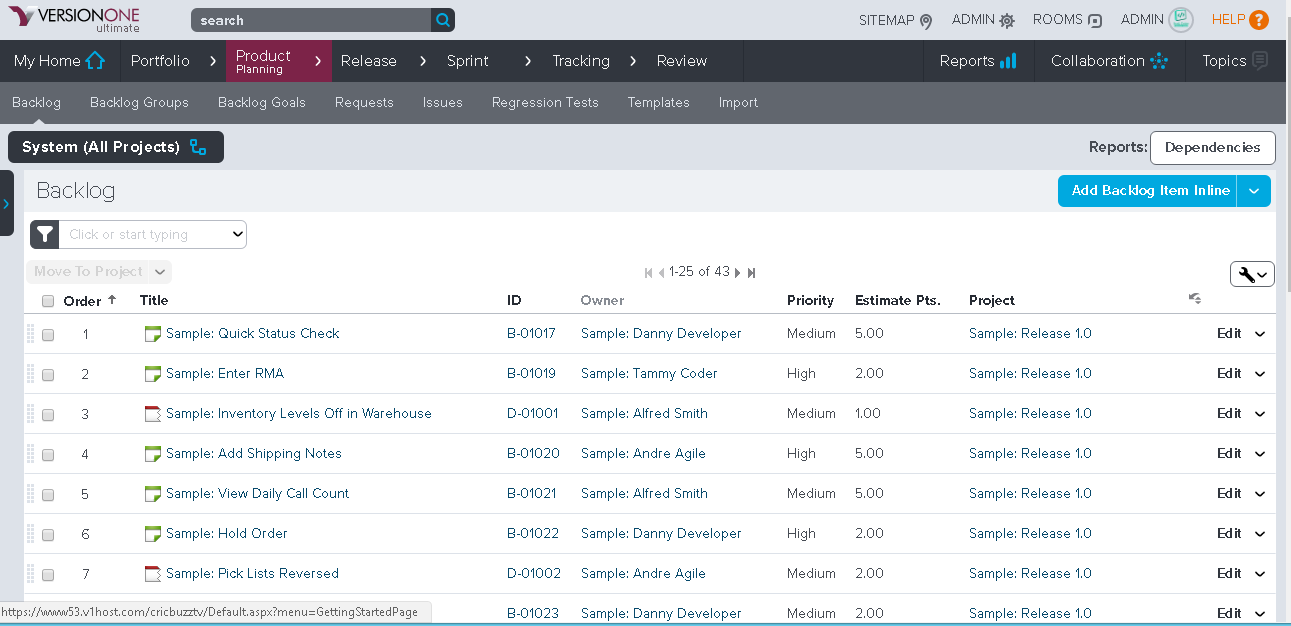 VERSIONONE
ultimate
search
SITEMAP ADMIN ROOMS ADMIN HELP ?
My Home Portfolio Product Planning Release Sprint Tracking Review Reports Collaboration Topics
Backlog Backlog Groups Backlog Goals Requests Issues Regression Tests Templates Import
System (All Projects) Reports: Dependencies
Backlog Add Backlog Item Inline
Click or start typing
Move To Project 1-25 of 43
Order Title ID Owner Priority Estimate Pts. Project
1 Sample: Quick Status Check B-01017 Sample: Danny Developer Medium 5.00 Sample: Release 1.0 Edit
2 Sample: Enter RMA B-01019 Sample: Tammy Coder High 2.00 Sample: Release 1.0 Edit
3 Sample: Inventory Levels Off in Warehouse D-01001 Sample: Alfred Smith Medium 1.00 Sample: Release 1.0 Edit
4 Sample: Add Shipping Notes B-01020 Sample: Andre Agile High 5.00 Sample: Release 1.0 Edit
5 Sample: View Daily Call Count B-01021 Sample: Alfred Smith Medium 5.00 Sample: Release 1.0 Edit
6 Sample: Hold Order B-01022 Sample: Danny Developer High 2.00 Sample: Release 1.0 Edit
7 Sample: Pick Lists Reversed D-01002 Sample: Andre Agile Medium 2.00 Sample: Release 1.0 Edit
B-01023 Sample: Danny Developer Medium 2.00 Sample: Release 1.0 Edit
https://www53.v1host.com/cricbuzztv/Default.aspx?menu=GettingStartedPage